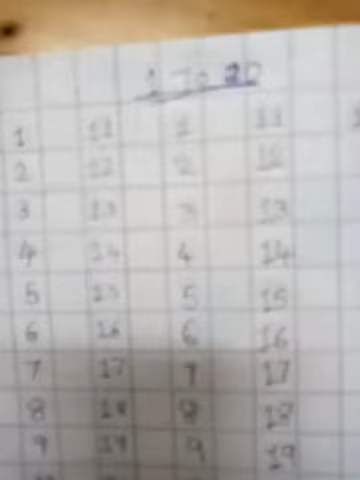 1 To 20
1 11 1 11
2 12 2 12
3 13 3 13
4 14 4 14
5 15 5 15
6 16 6 16
7 17 7 17
8 18 8 18
9 19 9 19